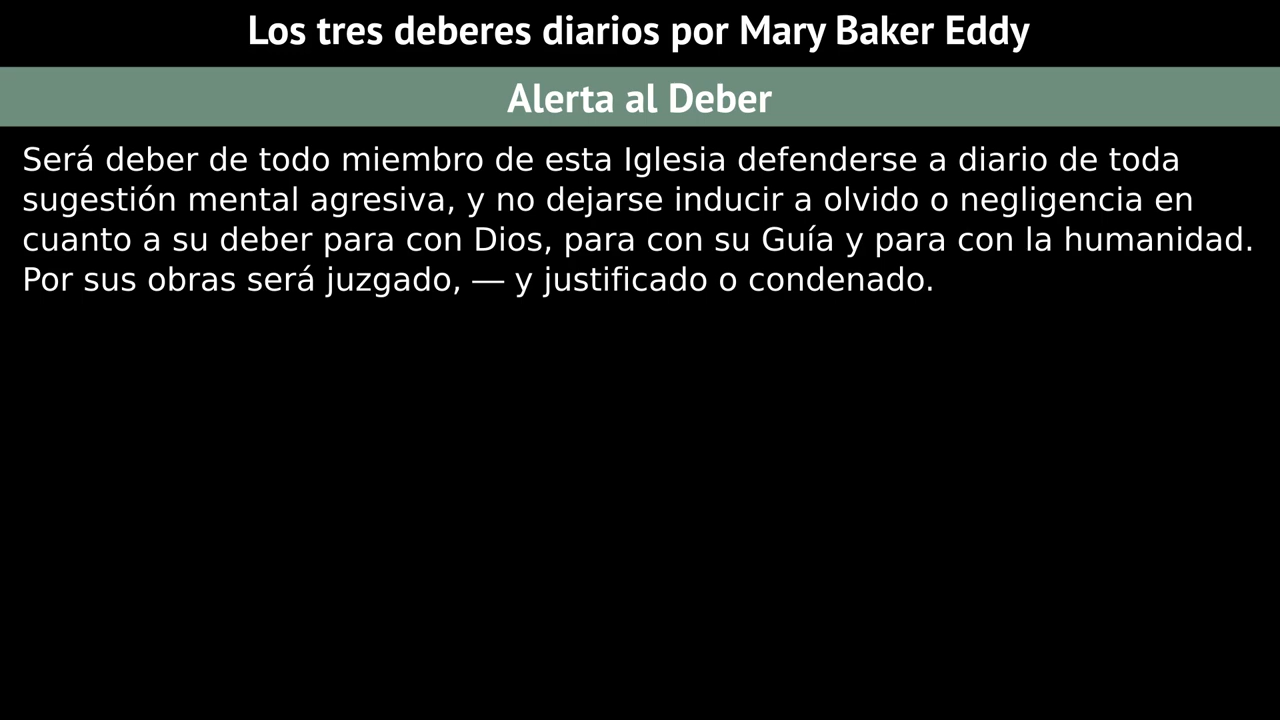 Los tres deberes diarios por Mary Baker Eddy
Alerta al Deber
Será deber de todo miembro de esta Iglesia defenderse a diario de toda
sugestión mental agresiva, y no dejarse inducir a olvido o negligencia en
cuanto a su deber para con Dios, para con su Guía y para con la humanidad.
Por sus obras será juzgado, — y justificado o condenado.